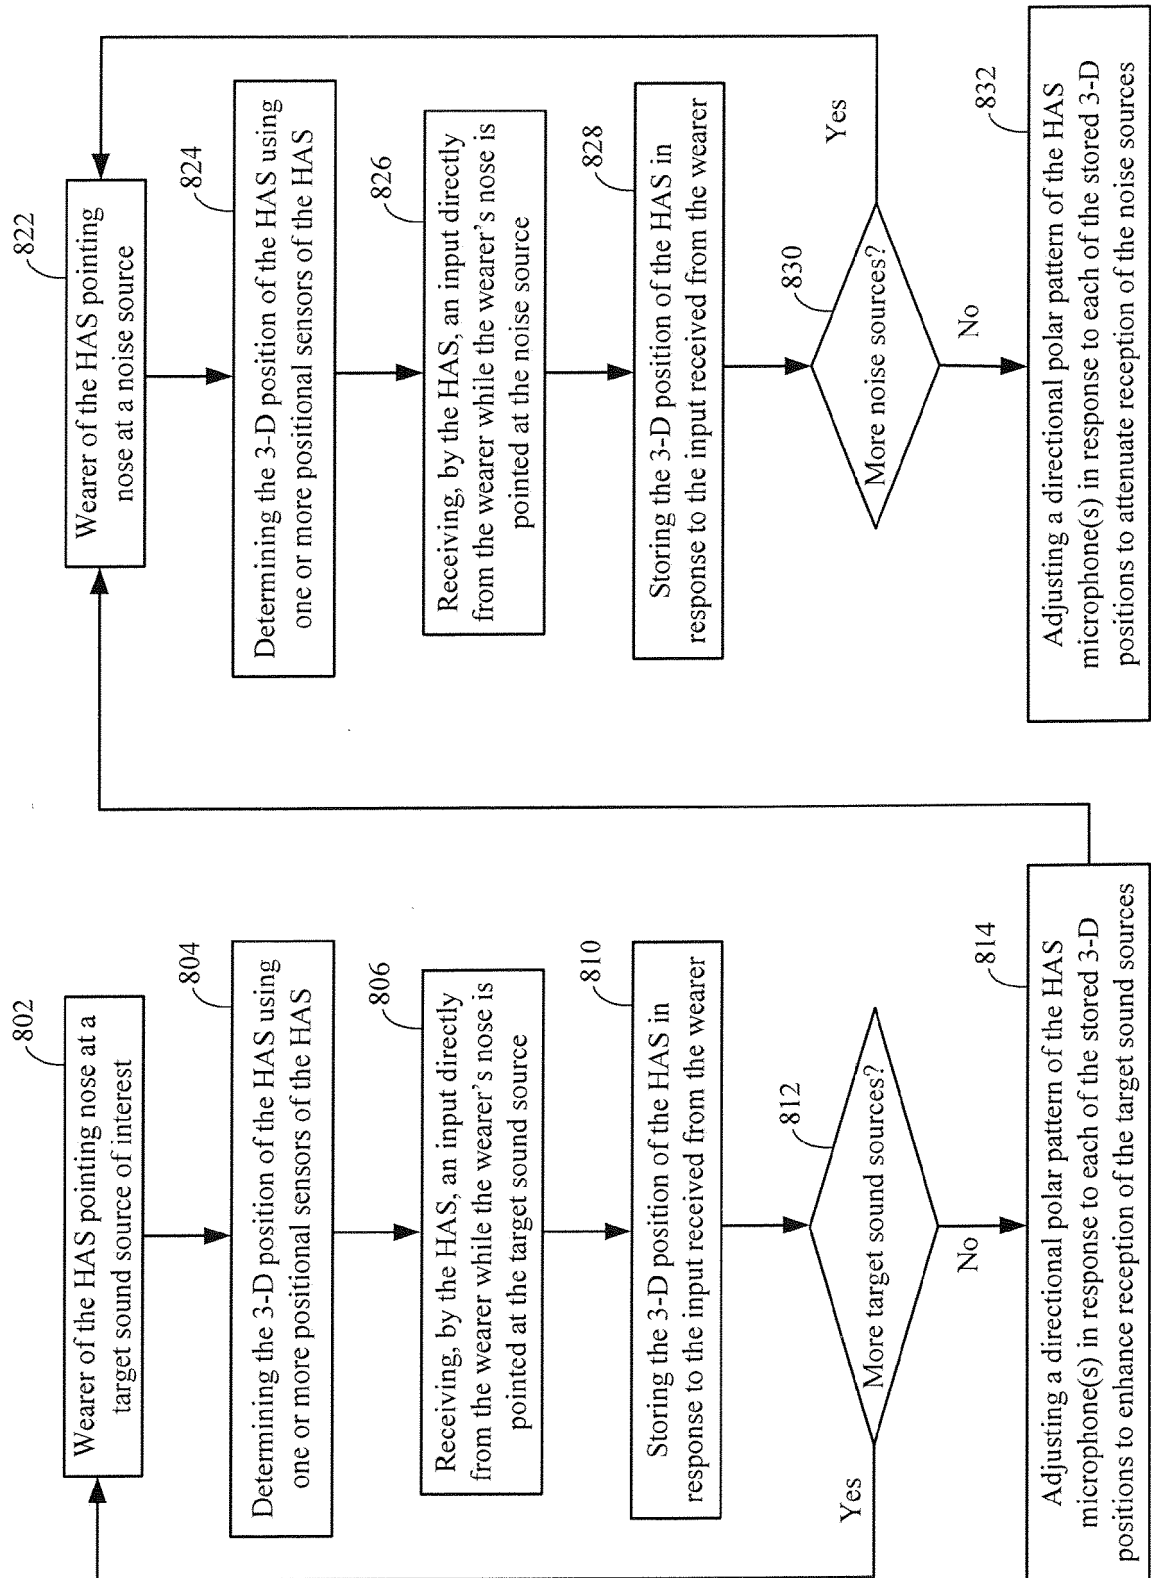 802
Wearer of the HAS pointing nose at a
target sound source of interest
804
Determining the 3-D position of the HAS using
one or more positional sensors of the HAS
806
Receiving, by the HAS, an input directly
from the wearer while the wearer's nose is
pointed at the target sound source
810
Storing the 3-D position of the HAS in
response to the input received from the wearer
812
More target sound sources?
Yes
No
814
Adjusting a directional polar pattern of the HAS
microphone(s) in response to each of the stored 3-D
positions to enhance reception of the target sound sources
822
Wearer of the HAS pointing
nose at a noise source
824
Determining the 3-D position of the HAS using
one or more positional sensors of the HAS
826
Receiving, by the HAS, an input directly
from the wearer while the wearer's nose is
pointed at the noise source
828
Storing the 3-D position of the HAS in
response to the input received from the wearer
830
More noise sources?
Yes
No
832
Adjusting a directional polar pattern of the HAS
microphone(s) in response to each of the stored 3-D
positions to attenuate reception of the noise sources